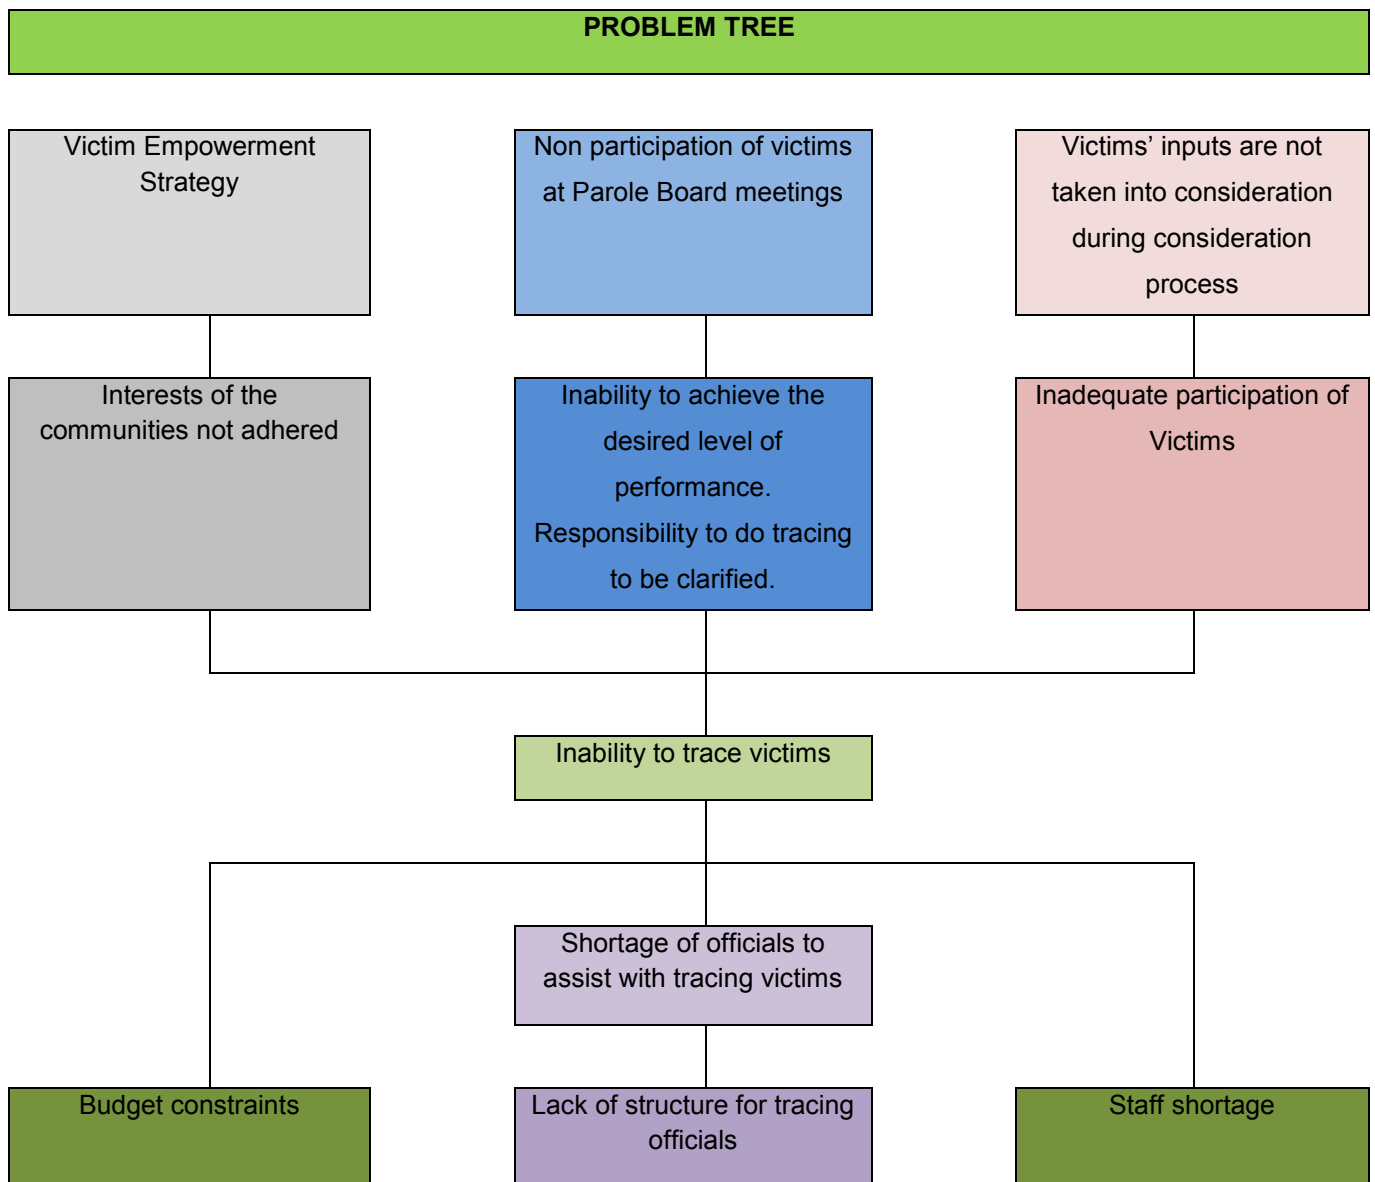 PROBLEM TREE
Victim Empowerment
Strategy
Non participation of victims
at Parole Board meetings
Victims’ inputs are not
taken into consideration
during consideration
process
Interests of the
communities not adhered
Inability to achieve the
desired level of
performance.
Responsibility to do tracing
to be clarified.
Inadequate participation of
Victims
Inability to trace victims
Shortage of officials to
assist with tracing victims
Budget constraints
Lack of structure for tracing
officials
Staff shortage